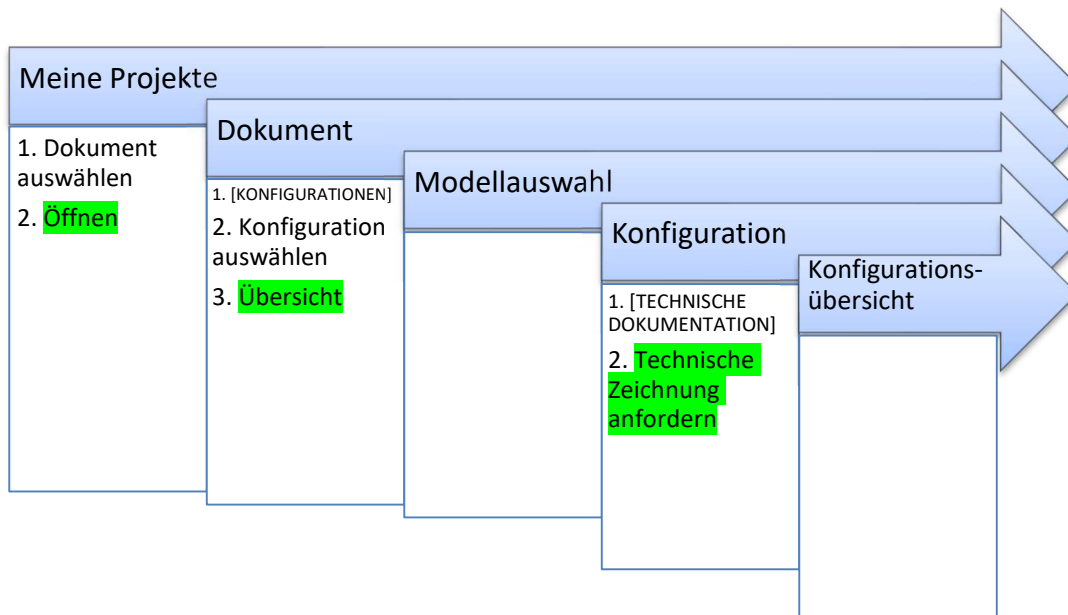 Meine Projekte
1. Dokument
auswählen
2. Öffnen
Dokument
1. [KONFIGURATIONEN]
2. Konfiguration
auswählen
3. Übersicht
Modellauswahl
Konfiguration
1. [TECHNISCHE
DOKUMENTATION]
2. Technische
Zeichnung
anfordern
Konfigurations-
übersicht